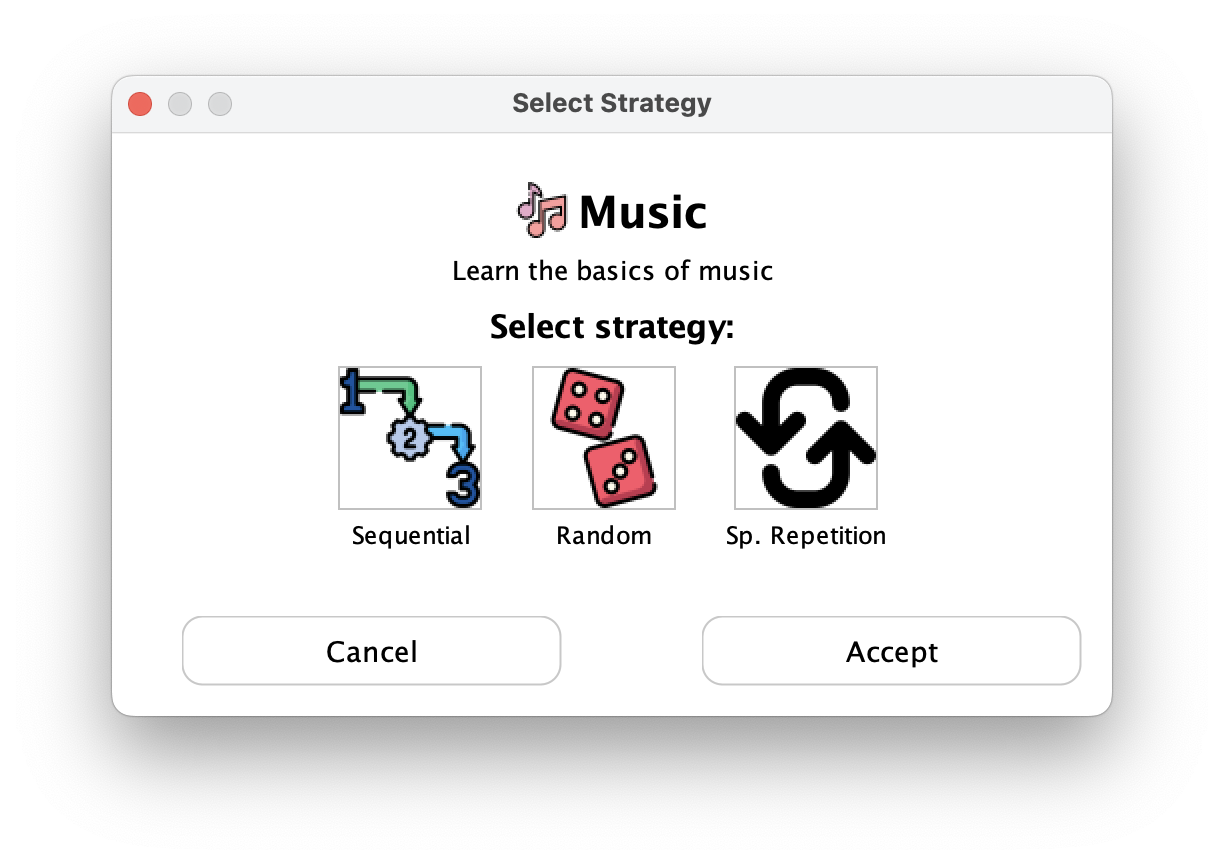 Select Strategy
Music
Learn the basics of music
Select strategy:
1
2
3
Sequential
Random
Sp. Repetition
Cancel
Accept